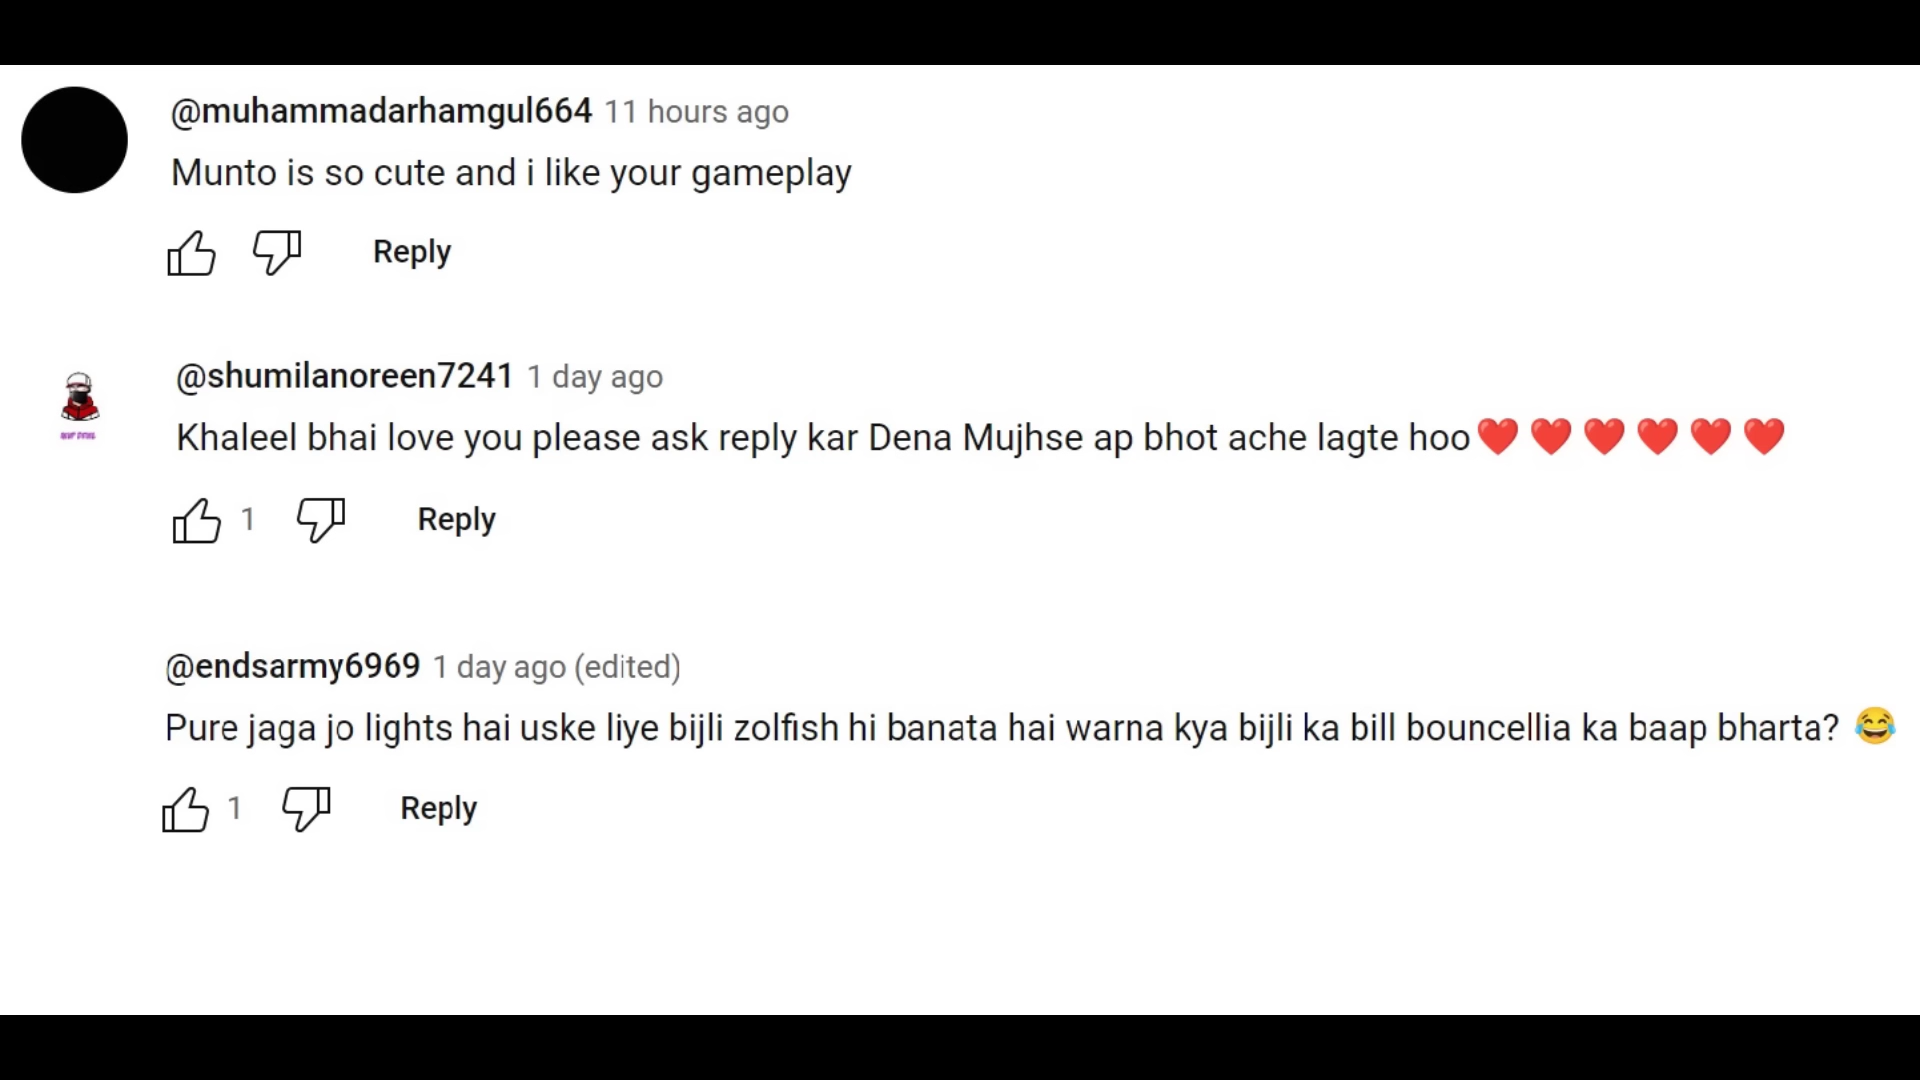 @muhammadarhamgul664 11 hours ago
Munto is so cute and i like your gameplay
Reply
@shumilanoreen7241 1 day ago
Khaleel bhai love you please ask reply kar Dena Mujhse ap bhot ache lagte hoo❤️❤️❤️❤️❤️❤️
1 Reply
@endsarmy6969 1 day ago (edited)
Pure jaga jo lights hai uske liye bijli zolfish hi banata hai warna kya bijli ka bill bouncellia ka baap bharta? 😂
1 Reply